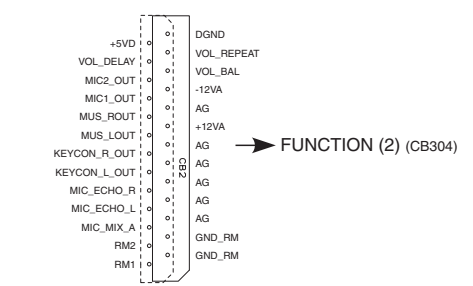 DGND
+5VD
VOL_REPEAT
VOL_DELAY
VOL_BAL
MIC2_OUT
-12VA
MIC1_OUT
AG
MUS_ROUT
+12VA
MUS_LOUT
AG
FUNCTION (2) (CB304)
KEYCON_R_OUT
AG
CB2
KEYCON_L_OUT
AG
MIC_ECHO_R
AG
MIC_ECHO_L
AG
MIC_MIX_A
GND_RM
RM2
GND_RM
RM1